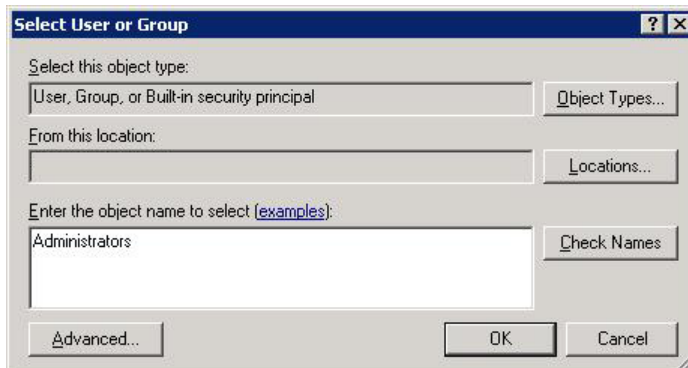 Select User or Group
Select this object type:
User, Group, or Built-in security principal
Object Types...
From this location:
Locations...
Enter the object name to select (examples):
Administrators
Check Names
Advanced...
OK
Cancel